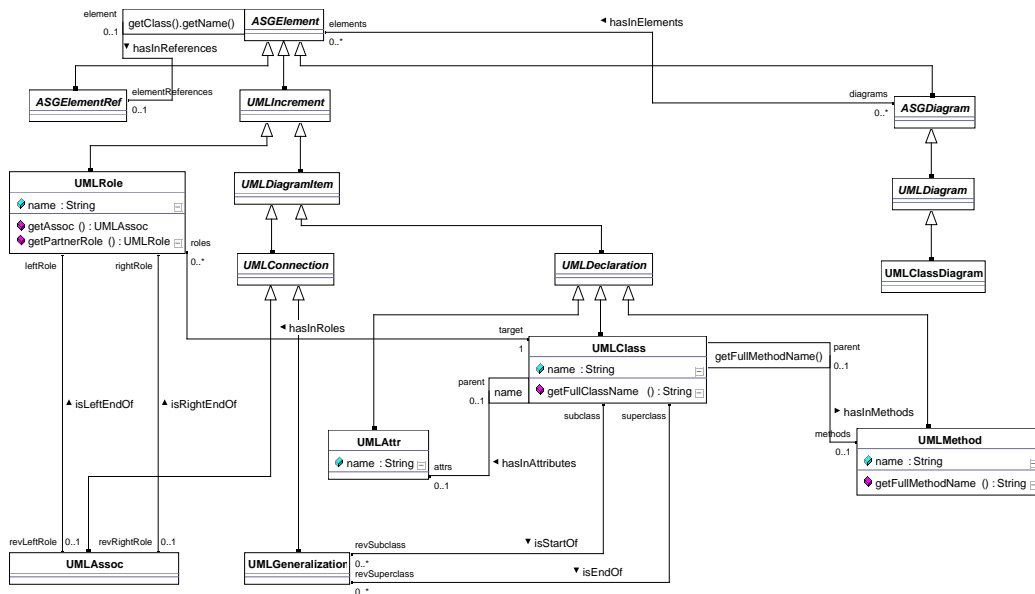 element
0..1
getClass().getName()
ASGElement
elements
0..*
◄ hasInElements
▼ hasInReferences
ASGElementRef
elementReferences
0..1
UMLIncrement
diagrams
0..*
ASGDiagram
UMLRole
name : String
getAssoc () : UMLAssoc
getPartnerRole () : UMLRole
roles
0..*
leftRole
rightRole
UMLDiagramItem
UMLDiagram
UMLConnection
UMLDeclaration
UMLClassDiagram
◄ hasInRoles
target
1
UMLClass
name : String
getFullClassName () : String
getFullMethodName()
parent
0..1
parent
0..1
name
subclass
superclass
▲ isLeftEndOf
▲ isRightEndOf
► hasInMethods
methods
0..1
UMLAttr
name : String
attrs
0..1
◄ hasInAttributes
UMLMethod
name : String
getFullMethodName () : String
revLeftRole
0..1
revRightRole
0..1
UMLAssoc
UMLGeneralization
revSubclass
0..*
▼ isStartOf
revSuperclass
0..*
▼ isEndOf